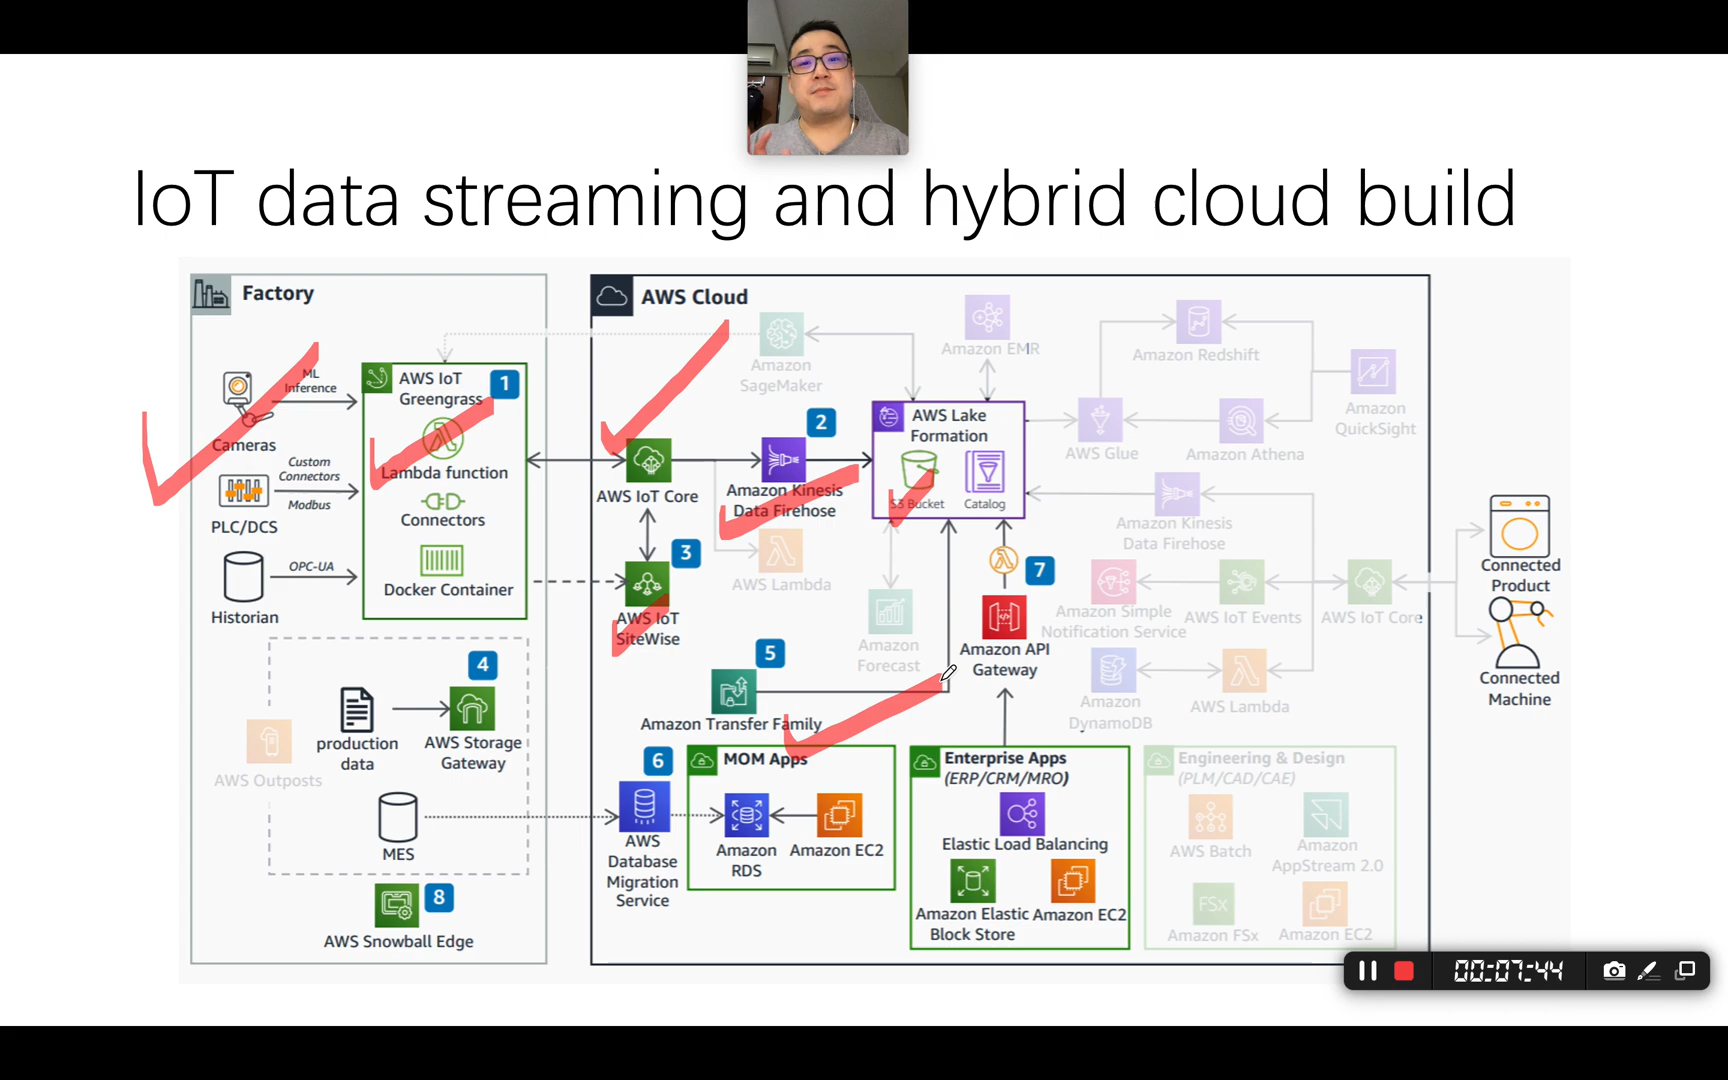 IoT data streaming and hybrid cloud build
Factory
AWS Cloud
ML
Inference
Cameras
Custom
Connectors
Modbus
PLC/DCS
OPC-UA
Historian
AWS IoT
Greengrass
1
Lambda function
Connectors
Docker Container
4
production
data
AWS Storage
Gateway
AWS Outposts
MES
8
AWS Snowball Edge
Amazon
SageMaker
Amazon EMR
Amazon Redshift
Amazon
QuickSight
AWS Glue
Amazon Athena
2
AWS Lake
Formation
S3 Bucket
Catalog
AWS IoT Core
Amazon Kinesis
Data Firehose
3
AWS Lambda
AWS IoT
SiteWise
Amazon
Forecast
7
Amazon API
Gateway
Amazon Kinesis
Data Firehose
Amazon Simple
Notification Service
AWS IoT Events
AWS IoT Core
Amazon
DynamoDB
AWS Lambda
Connected
Product
Connected
Machine
5
Amazon Transfer Family
6
AWS
Database
Migration
Service
MOM Apps
Amazon
RDS
Amazon EC2
Enterprise Apps
(ERP/CRM/MRO)
Elastic Load Balancing
Amazon Elastic
Block Store
Amazon EC2
Engineering & Design
(PLM/CAD/CAE)
AWS Batch
Amazon
AppStream 2.0
FSx
Amazon FSx
Amazon EC2
00:07:44